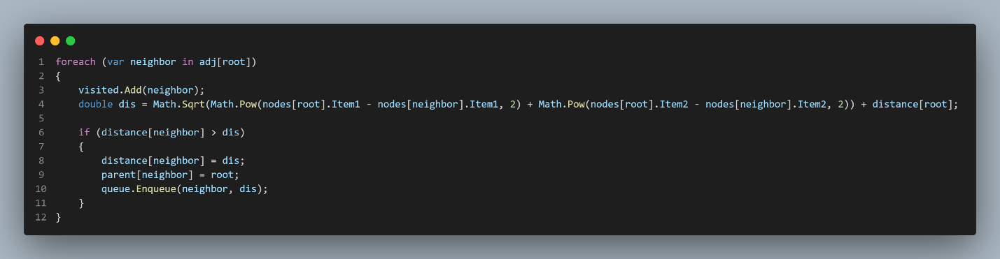 1 foreach (var neighbor in adj[root])
2 {
3     visited.Add(neighbor);
4     double dis = Math.Sqrt(Math.Pow(nodes[root].Item1 - nodes[neighbor].Item1, 2) + Math.Pow(nodes[root].Item2 - nodes[neighbor].Item2, 2)) + distance[root];
5
6     if (distance[neighbor] > dis)
7     {
8         distance[neighbor] = dis;
9         parent[neighbor] = root;
10         queue.Enqueue(neighbor, dis);
11     }
12 }